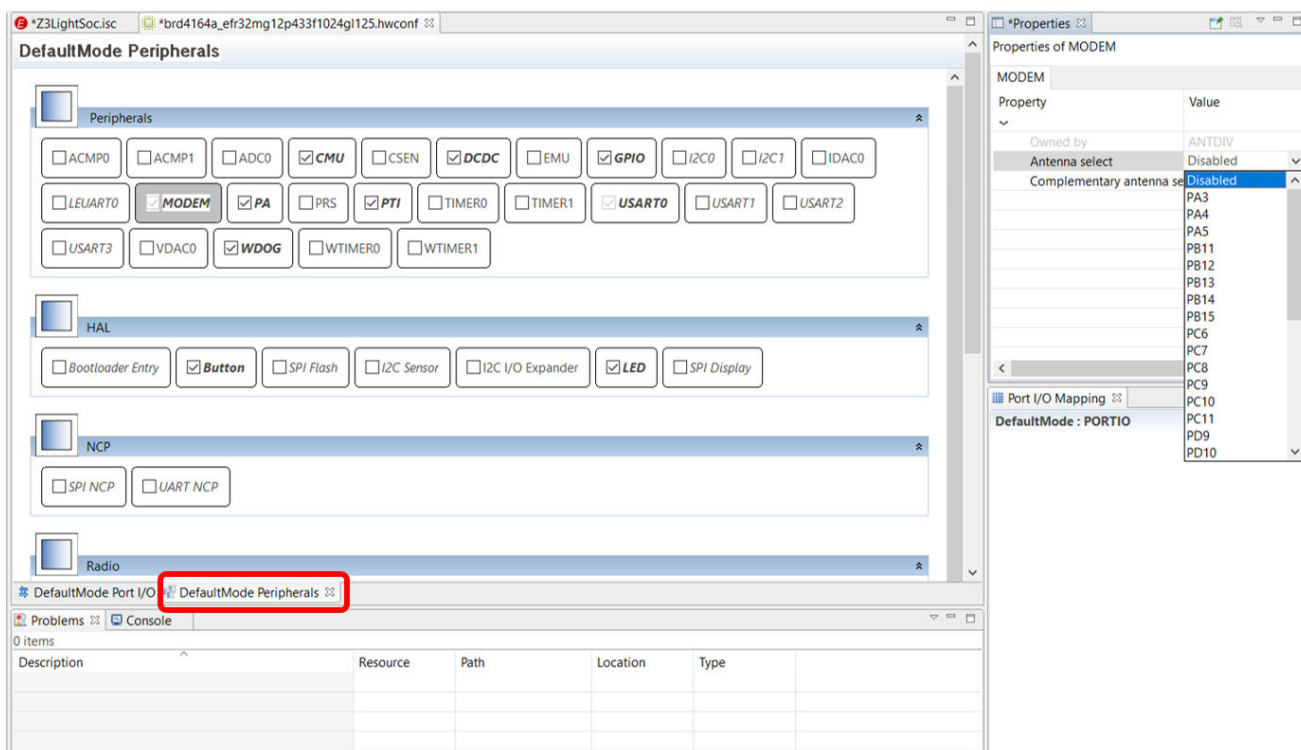 *Z3LightSoc.isc
*brd4164a_efr32mg12p433f1024gl125.hwconf
DefaultMode Peripherals
Peripherals
ACMP0 ACMP1 ADC0 CMU CSEN DCDC EMU GPIO I2C0 I2C1 IDAC0
LEUART0 MODEM PA PRS PTI TIMER0 TIMER1 USART0 USART1 USART2
USART3 VDAC0 WDOG WTIMER0 WTIMER1
HAL
Bootloader Entry Button SPI Flash I2C Sensor I2C I/O Expander LED SPI Display
NCP
SPI NCP UART NCP
Radio
DefaultMode Port I/O DefaultMode Peripherals
Problems Console
0 items
Description Resource Path Location Type
*Properties
Properties of MODEM
MODEM
Property Value
Owned by ANTDIV
Antenna select Disabled
Complementary antenna se
Disabled
PA3
PA4
PA5
PB11
PB12
PB13
PB14
PB15
PC6
PC7
PC8
PC9
PC10
PC11
PD9
PD10
Port I/O Mapping
DefaultMode : PORTIO